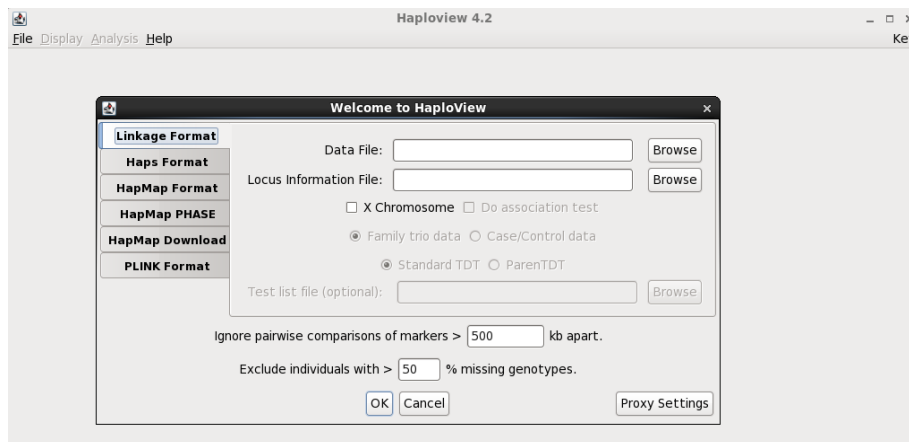 Haploview 4.2
File Display Analysis Help Ke
Welcome to HaploView
Linkage Format
Haps Format
HapMap Format
HapMap PHASE
HapMap Download
PLINK Format
Data File: Browse
Locus Information File: Browse
X Chromosome Do association test
Family trio data Case/Control data
Standard TDT ParenTDT
Test list file (optional): Browse
Ignore pairwise comparisons of markers > 500 kb apart.
Exclude individuals with > 50 % missing genotypes.
OK Cancel Proxy Settings